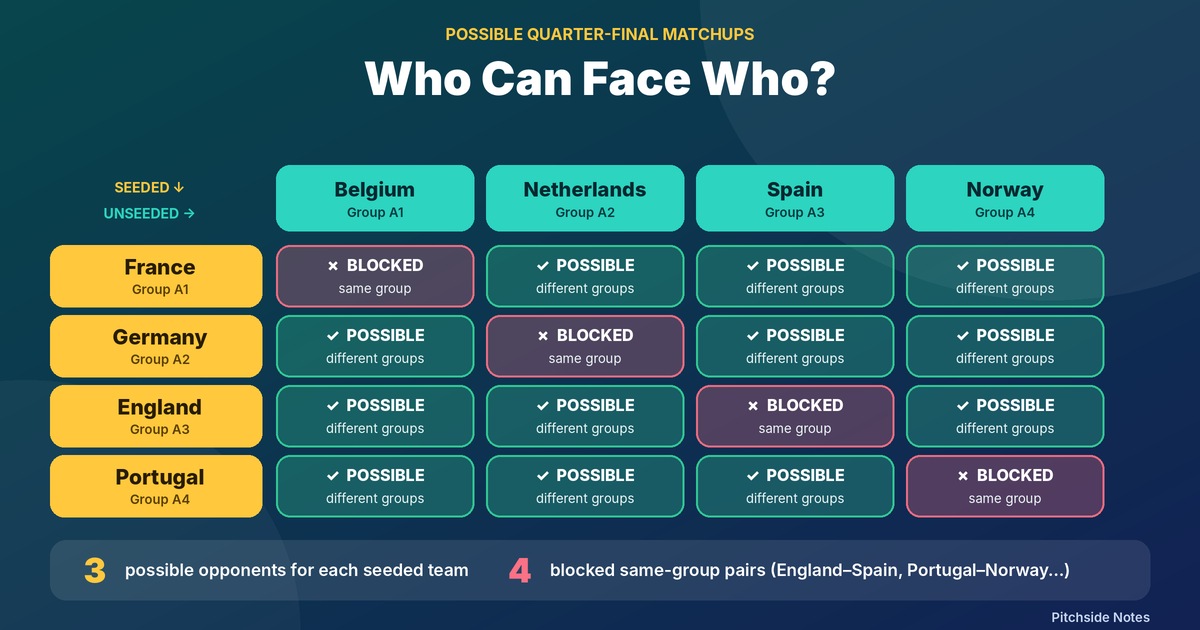 POSSIBLE QUARTER-FINAL MATCHUPS
Who Can Face Who?
SEEDED ↓
UNSEEDED →
Belgium
Group A1
Netherlands
Group A2
Spain
Group A3
Norway
Group A4
France
Group A1
× BLOCKED
same group
✓ POSSIBLE
different groups
✓ POSSIBLE
different groups
✓ POSSIBLE
different groups
Germany
Group A2
✓ POSSIBLE
different groups
× BLOCKED
same group
✓ POSSIBLE
different groups
✓ POSSIBLE
different groups
England
Group A3
✓ POSSIBLE
different groups
✓ POSSIBLE
different groups
× BLOCKED
same group
✓ POSSIBLE
different groups
Portugal
Group A4
✓ POSSIBLE
different groups
✓ POSSIBLE
different groups
✓ POSSIBLE
different groups
× BLOCKED
same group
3 possible opponents for each seeded team
4 blocked same-group pairs (England–Spain, Portugal–Norway...)
Pitchside Notes